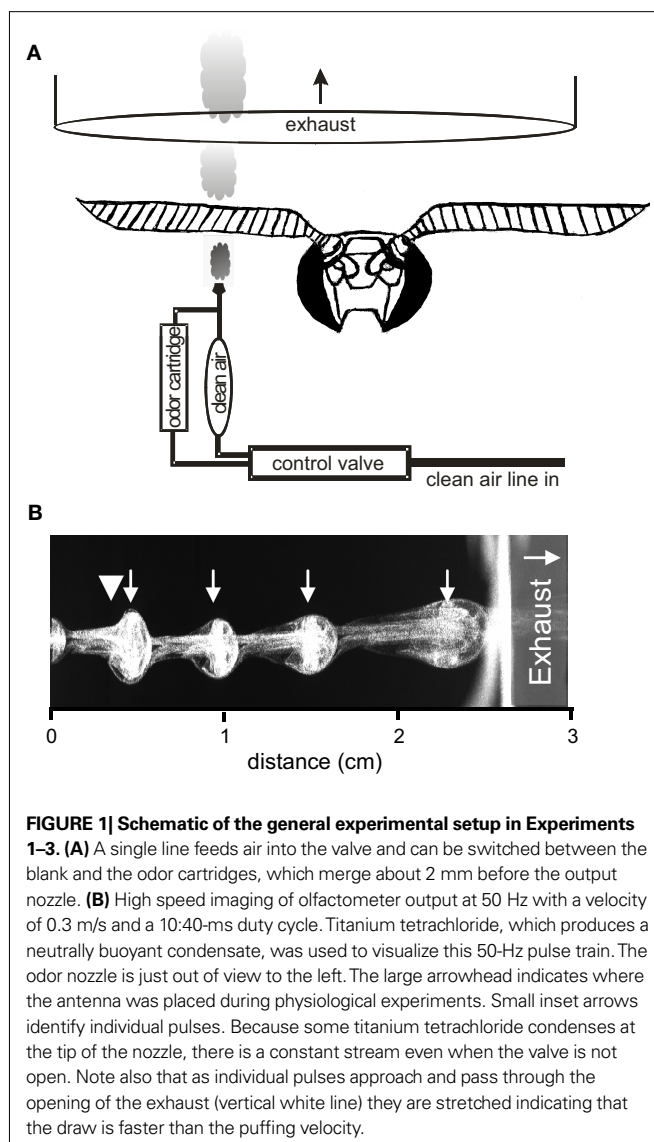 A
exhaust
odor cartridge
clean air
control valve
clean air line in
B
Exhaust
0
1
2
3
distance (cm)
FIGURE 1| Schematic of the general experimental setup in Experiments
1–3. (A) A single line feeds air into the valve and can be switched between the
blank and the odor cartridges, which merge about 2 mm before the output
nozzle. (B) High speed imaging of olfactometer output at 50 Hz with a velocity
of 0.3 m/s and a 10:40-ms duty cycle. Titanium tetrachloride, which produces a
neutrally buoyant condensate, was used to visualize this 50-Hz pulse train. The
odor nozzle is just out of view to the left. The large arrowhead indicates where
the antenna was placed during physiological experiments. Small inset arrows
identify individual pulses. Because some titanium tetrachloride condenses at
the tip of the nozzle, there is a constant stream even when the valve is not
open. Note also that as individual pulses approach and pass through the
opening of the exhaust (vertical white line) they are stretched indicating that
the draw is faster than the puffing velocity.